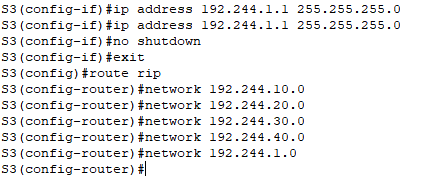 S3(config-if)#ip address 192.244.1.1 255.255.255.0
S3(config-if)#ip address 192.244.1.1 255.255.255.0
S3(config-if)#no shutdown
S3(config-if)#exit
S3(config)#route rip
S3(config-router)#network 192.244.10.0
S3(config-router)#network 192.244.20.0
S3(config-router)#network 192.244.30.0
S3(config-router)#network 192.244.40.0
S3(config-router)#network 192.244.1.0
S3(config-router)#